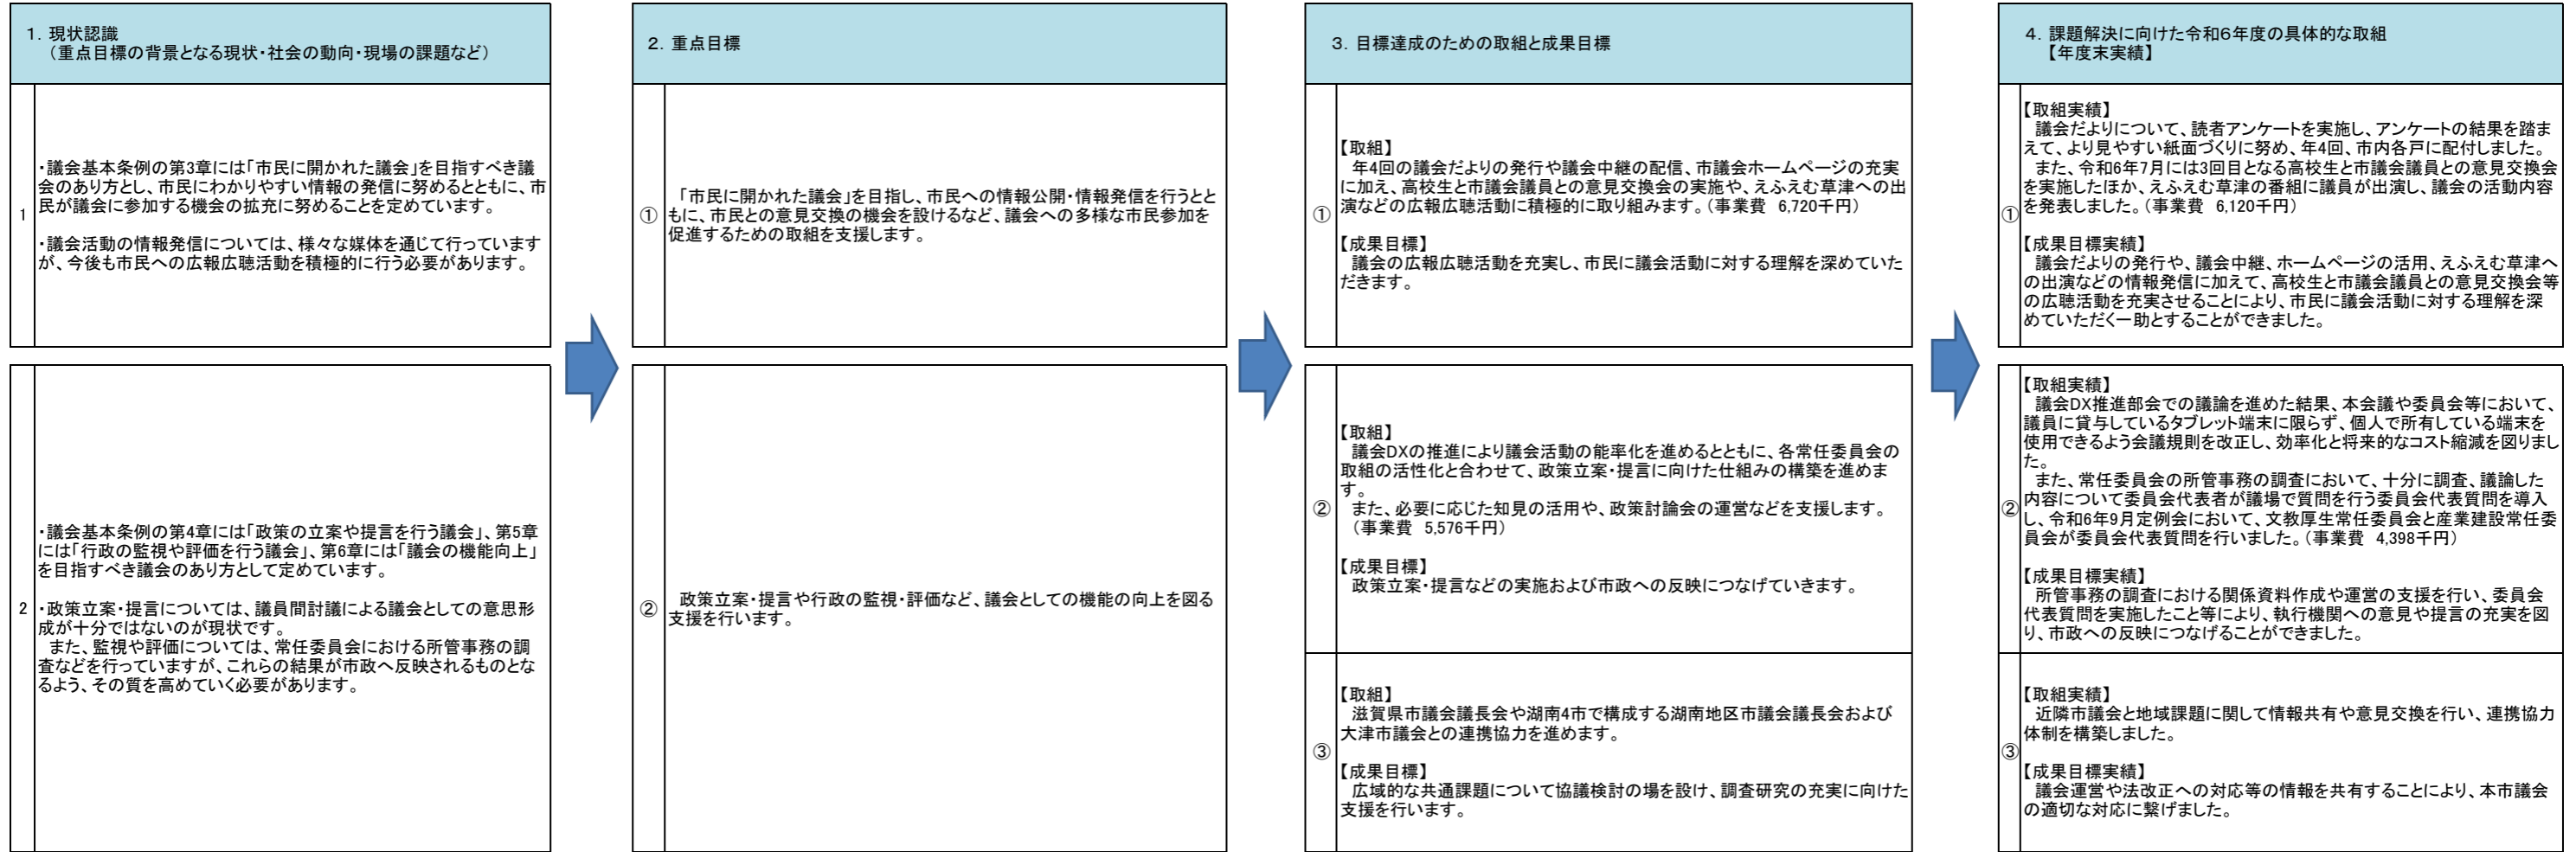 1．現状認識
（重点目標の背景となる現状・社会の動向・現場の課題など）
1
・議会基本条例の第3章には「市民に開かれた議会」を目指すべき議
会のあり方とし、市民にわかりやすい情報の発信に努めるとともに、市
民が議会に参加する機会の拡充に努めることを定めています。
・議会活動の情報発信については、様々な媒体を通じて行っています
が、今後も市民への広報広聴活動を積極的に行う必要があります。
2
・議会基本条例の第4章には「政策の立案や提言を行う議会」、第5章
には「行政の監視や評価を行う議会」、第6章には「議会の機能向上」
を目指すべき議会のあり方として定めています。
・政策立案・提言については、議員間討議による議会としての意思形
成が十分ではないのが現状です。
また、監視や評価については、常任委員会における所管事務の調
査などを行っていますが、これらの結果が市政へ反映されるものとな
るよう、その質を高めていく必要があります。
2．重点目標
①
「市民に開かれた議会」を目指し、市民への情報公開・情報発信を行うとと
もに、市民との意見交換の機会を設けるなど、議会への多様な市民参加を
促進するための取組を支援します。
②
政策立案・提言や行政の監視・評価など、議会としての機能の向上を図る
支援を行います。
3．目標達成のための取組と成果目標
①
【取組】
年4回の議会だよりの発行や議会中継の配信、市議会ホームページの充実
に加え、高校生と市議会議員との意見交換会の実施や、えふえむ草津への出
演などの広報広聴活動に積極的に取り組みます。（事業費　6,720千円）
【成果目標】
議会の広報広聴活動を充実し、市民に議会活動に対する理解を深めていた
だきます。
②
【取組】
議会DXの推進により議会活動の能率化を進めるとともに、各常任委員会の
取組の活性化と合わせて、政策立案・提言に向けた仕組みの構築を進めま
す。
また、必要に応じた知見の活用や、政策討論会の運営などを支援します。
（事業費　5,576千円）
【成果目標】
政策立案・提言などの実施および市政への反映につなげていきます。
③
【取組】
滋賀県市議会議長会や湖南4市で構成する湖南地区市議会議長会および
大津市議会との連携協力を進めます。
【成果目標】
広域的な共通課題について協議検討の場を設け、調査研究の充実に向けた
支援を行います。
4．課題解決に向けた令和6年度の具体的な取組
【年度末実績】
①
【取組実績】
議会だよりについて、読者アンケートを実施し、アンケートの結果を踏ま
えて、より見やすい紙面づくりに努め、年4回、市内各戸に配付しました。
また、令和6年7月には3回目となる高校生と市議会議員との意見交換会
を実施したほか、えふえむ草津の番組に議員が出演し、議会の活動内容
を発表しました。（事業費　6,120千円）
【成果目標実績】
議会だよりの発行や、議会中継、ホームページの活用、えふえむ草津へ
の出演などの情報発信に加えて、高校生と市議会議員との意見交換会等
の広聴活動を充実させることにより、市民に議会活動に対する理解を深
めていただく一助とすることができました。
②
【取組実績】
議会DX推進部会での議論を進めた結果、本会議や委員会等において、
議員に貸与しているタブレット端末に限らず、個人で所有している端末を
使用できるよう会議規則を改正し、効率化と将来的なコスト縮減を図りまし
た。
また、常任委員会の所管事務の調査において、十分に調査、議論した
内容について委員会代表者が議場で質問を行う委員会代表質問を導入
し、令和6年9月定例会において、文教厚生常任委員会と産業建設常任委
員会が委員会代表質問を行いました。（事業費　4,398千円）
【成果目標実績】
所管事務の調査における関係資料作成や運営の支援を行い、委員会
代表質問を実施したこと等により、執行機関への意見や提言の充実を図
り、市政への反映につなげることができました。
③
【取組実績】
近隣市議会と地域課題に関して情報共有や意見交換を行い、連携協力
体制を構築しました。
【成果目標実績】
議会運営や法改正への対応等の情報を共有することにより、本市議会
の適切な対応に繋げました。